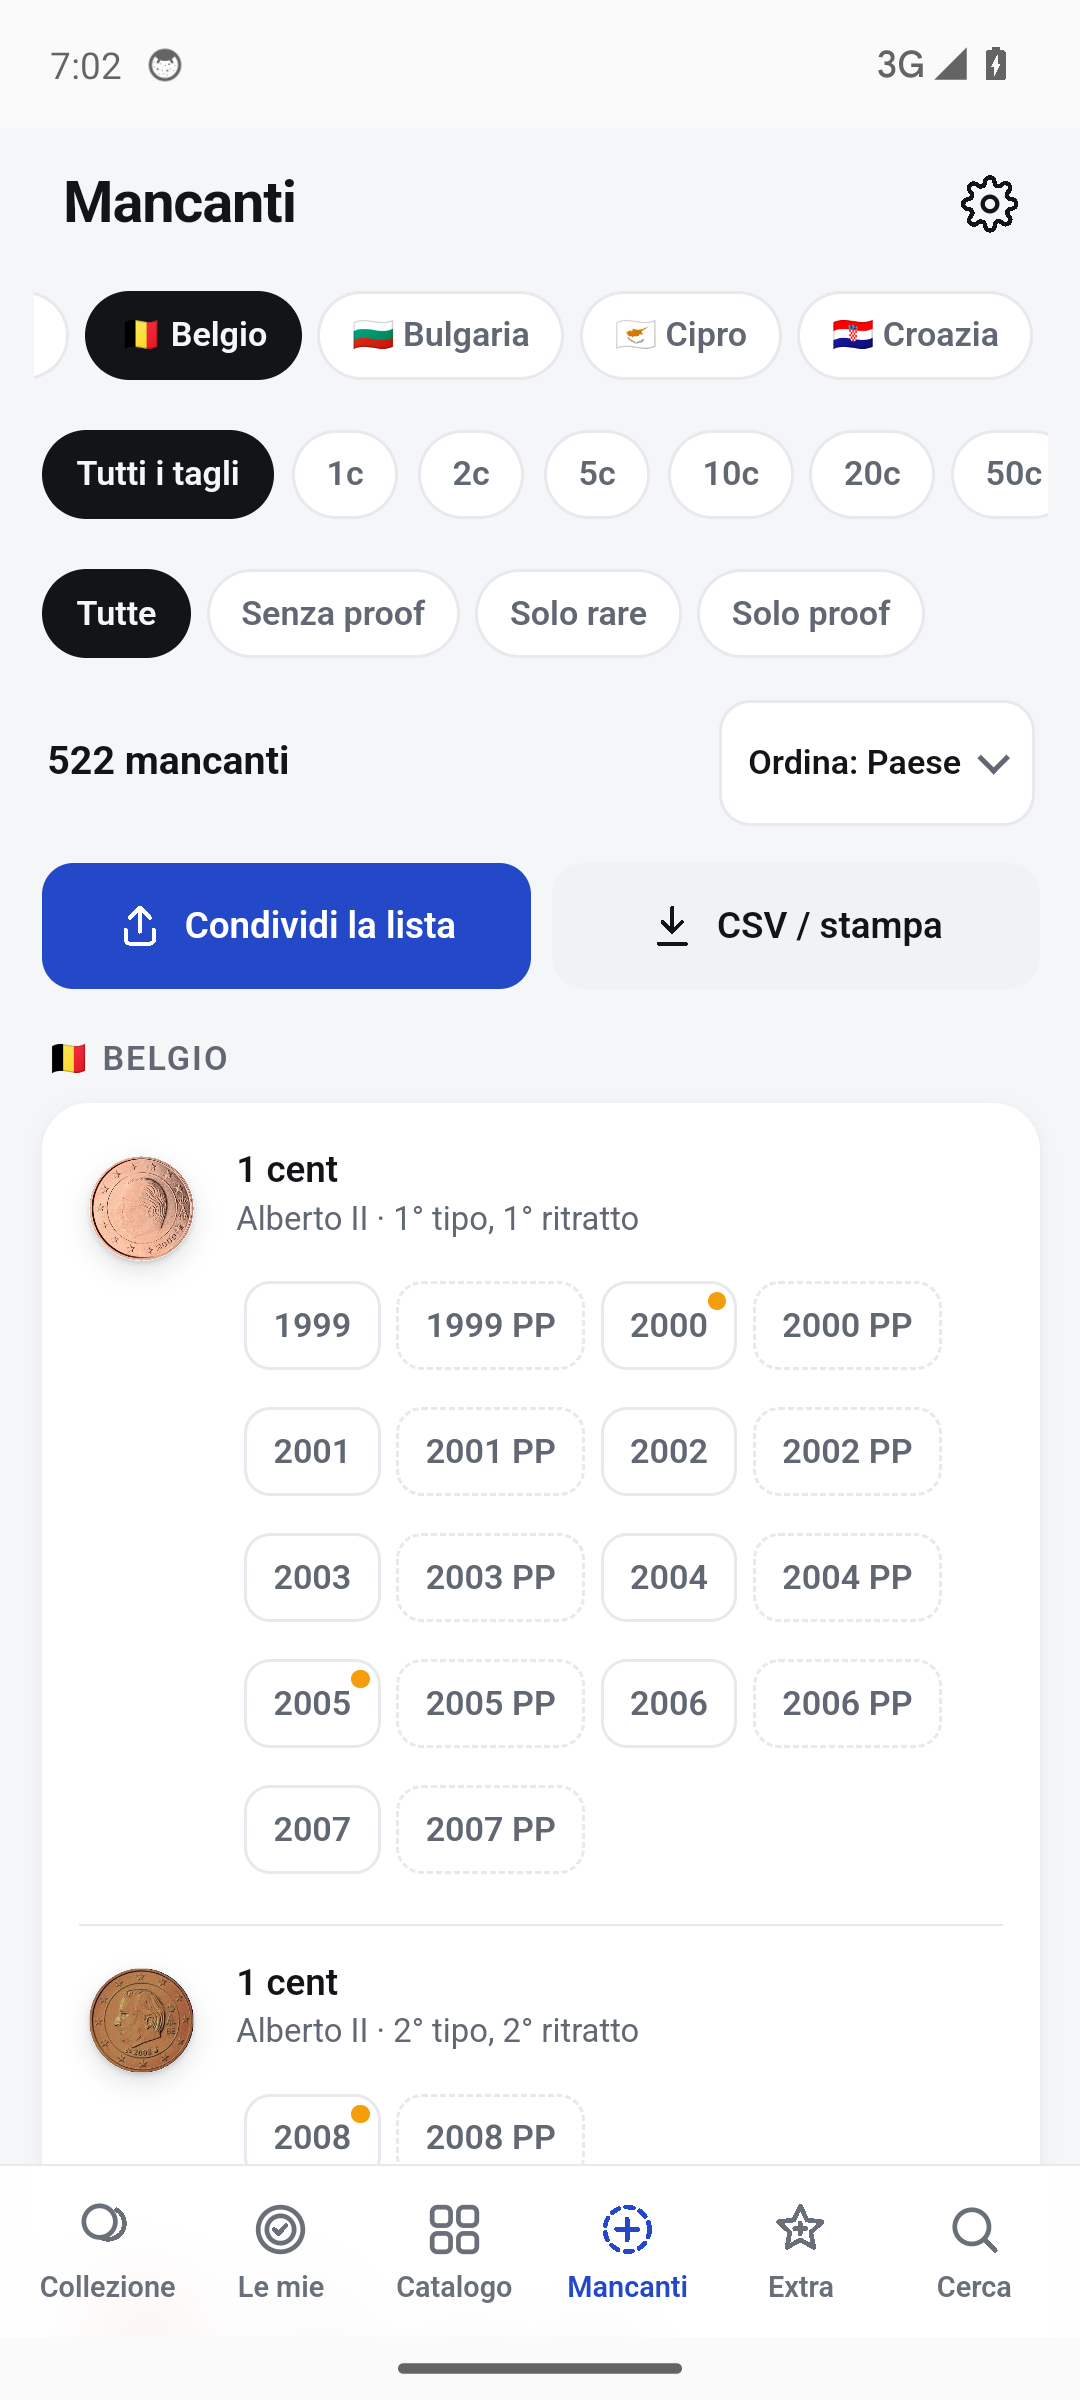 7:02 3G
Mancanti
Belgio Bulgaria Cipro Croazia
Tutti i tagli 1c 2c 5c 10c 20c 50c
Tutte Senza proof Solo rare Solo proof
522 mancanti Ordina: Paese
Condividi la lista CSV / stampa
BELGIO
1 cent
Alberto II · 1° tipo, 1° ritratto
1999 1999 PP 2000 2000 PP
2001 2001 PP 2002 2002 PP
2003 2003 PP 2004 2004 PP
2005 2005 PP 2006 2006 PP
2007 2007 PP
1 cent
Alberto II · 2° tipo, 2° ritratto
2008 2008 PP
Collezione Le mie Catalogo Mancanti Extra Cerca